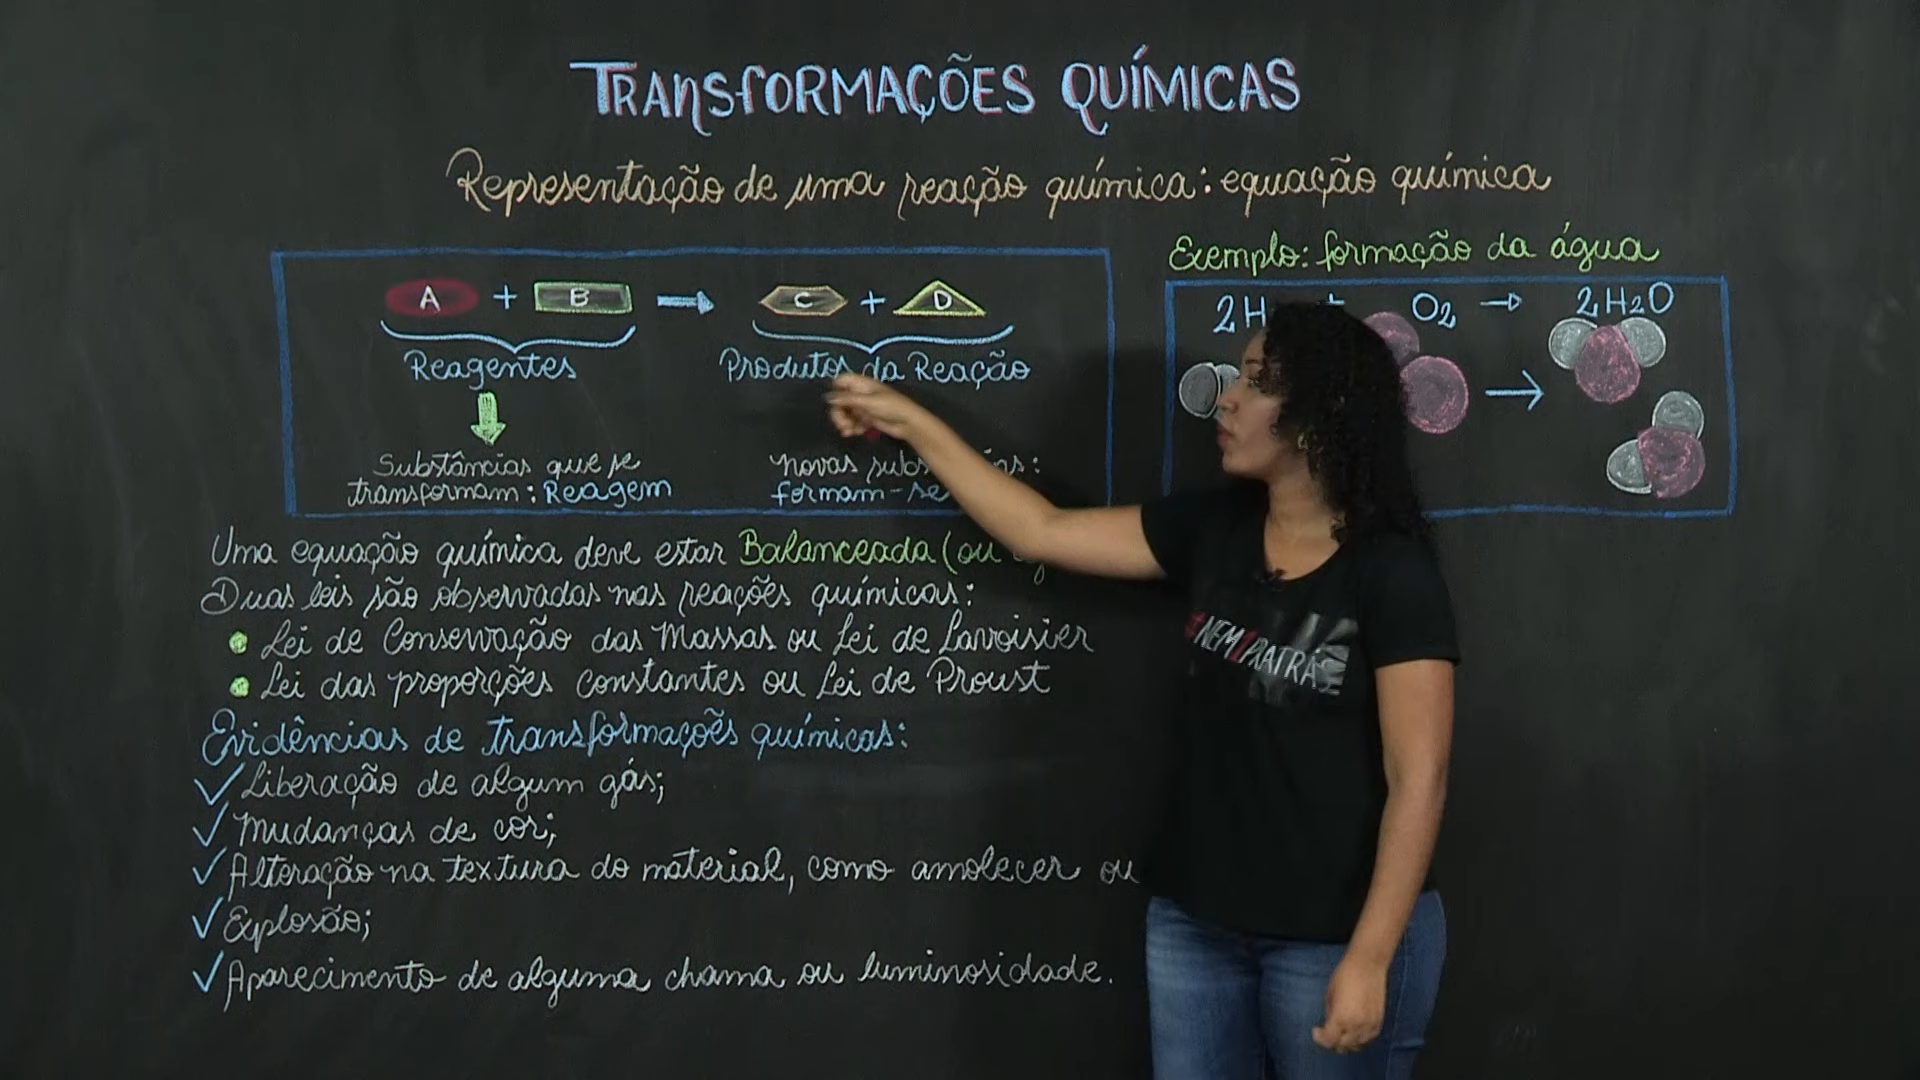 TRANSFORMAÇÕES QUÍMICAS
Representação de uma reação química: equação química
A + B → C + D
Reagentes
Produtos da Reação
Substâncias que se
transformam: Reagem
novas
formam-se
Exemplo: formação da água
2H + O2 → 2H2O
Uma equação química deve estar Balanceada (ou
Duas leis são observadas nas reações químicas:
Lei de Conservação das Massas ou Lei de Lavoisier
Lei das proporções constantes ou Lei de Proust
Evidências de transformações químicas:
✓ Liberação de algum gás;
✓ Mudanças de cor;
✓ Alteração na textura do material, como amolecer ou
✓ Explosão;
✓ Aparecimento de alguma chama ou luminosidade.
#NEM1PRATRÁS